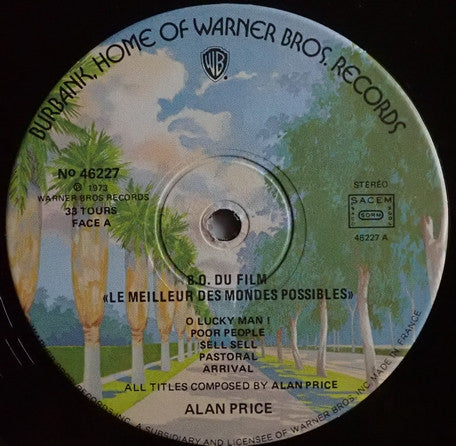 BURBANK, HOME OF WARNER BROS. RECORDS
WB
No 46227
℗ 1973
WARNER BROS RECORDS
33 TOURS
FACE A
STÉRÉO
SACEM
SDRM
46227 A
B.O. DU FILM
«LE MEILLEUR DES MONDES POSSIBLES»
O LUCKY MAN !
POOR PEOPLE
SELL SELL
PASTORAL
ARRIVAL
ALL TITLES COMPOSED BY ALAN PRICE
ALAN PRICE
A SUBSIDIARY AND LICENSEE OF WARNER BROS. INC. MADE IN FRANCE